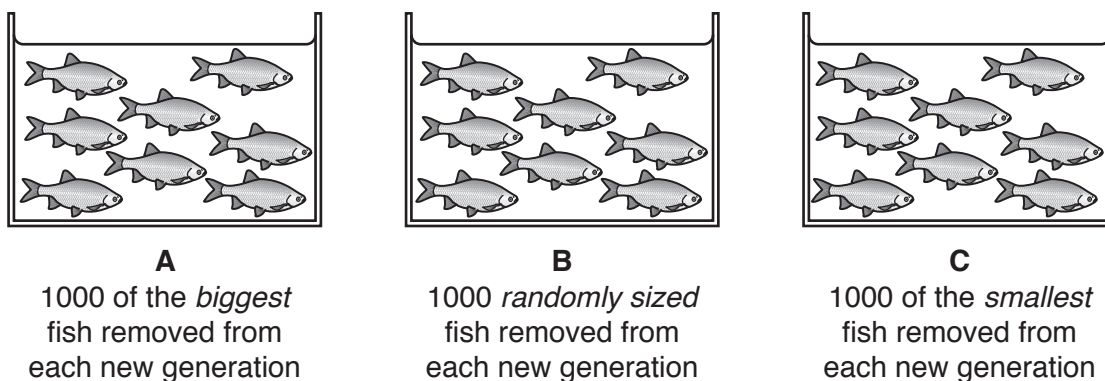 A
1000 of the biggest
fish removed from
each new generation
B
1000 randomly sized
fish removed from
each new generation
C
1000 of the smallest
fish removed from
each new generation